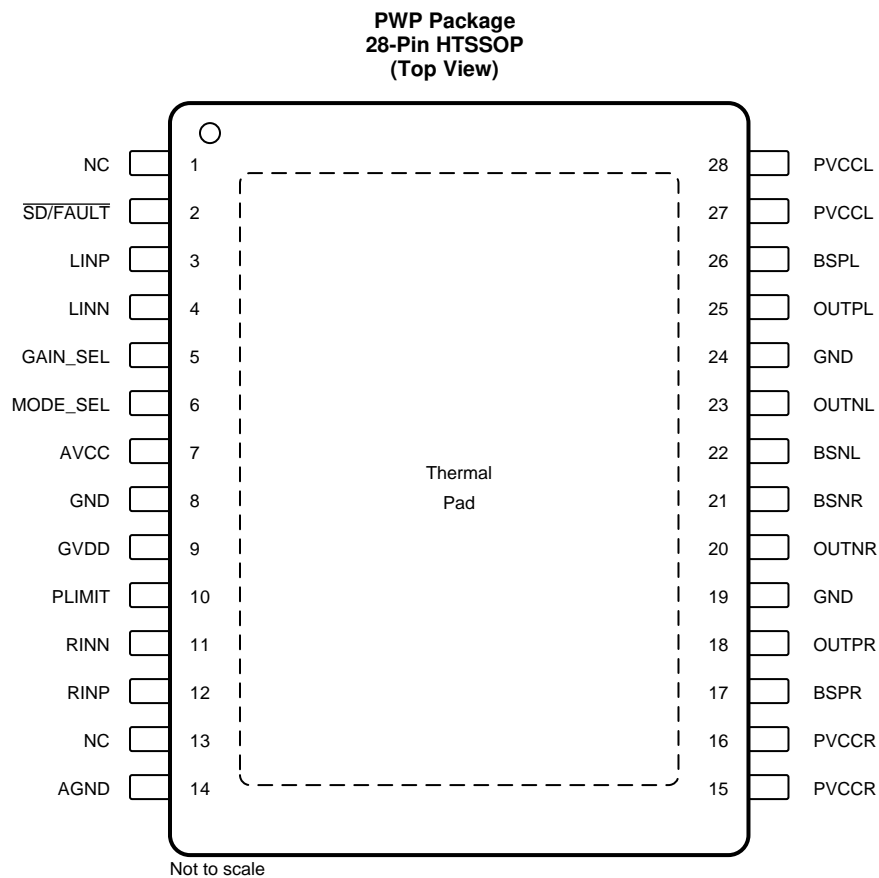 PWP Package
28-Pin HTSSOP
(Top View)
NC 1 28 PVCCL
SD/FAULT 2 27 PVCCL
LINP 3 26 BSPL
LINN 4 25 OUTPL
GAIN_SEL 5 24 GND
MODE_SEL 6 23 OUTNL
AVCC 7 22 BSNL
Thermal
Pad
GND 8 21 BSNR
GVDD 9 20 OUTNR
PLIMIT 10 19 GND
RINN 11 18 OUTPR
RINP 12 17 BSPR
NC 13 16 PVCCR
AGND 14 15 PVCCR
Not to scale